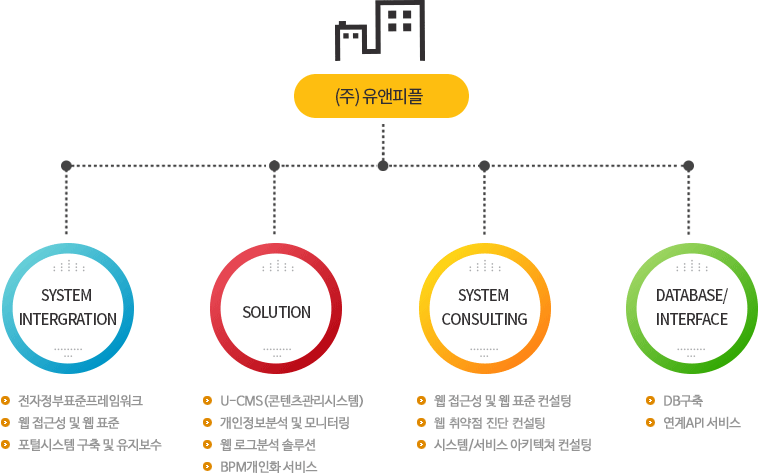 (주) 유앤피플
SYSTEM
INTERGRATION
SOLUTION
SYSTEM
CONSULTING
DATABASE/
INTERFACE
전자정부표준프레임워크
웹 접근성 및 웹 표준
포털시스템 구축 및 유지보수
U-CMS (콘텐츠관리시스템)
개인정보분석 및 모니터링
웹 로그분석 솔루션
BPM개인화 서비스
웹 접근성 및 웹 표준 컨설팅
웹 취약점 진단 컨설팅
시스템/서비스 아키텍쳐 컨설팅
DB구축
연계API 서비스